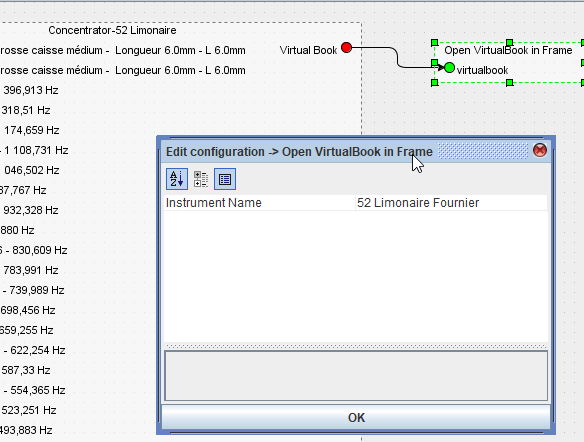 Concentrator-52 Limonaire
rosse caisse médium - Longueur 6.0mm - L 6.0mm
Virtual Book
Open VirtualBook in Frame
rosse caisse médium - Longueur 6.0mm - L 6.0mm
virtualbook
396,913 Hz
318,51 Hz
174,659 Hz
- 1 108,731 Hz
046,502 Hz
87,767 Hz
932,328 Hz
880 Hz
6 - 830,609 Hz
783,991 Hz
- 739,989 Hz
698,456 Hz
659,255 Hz
- 622,254 Hz
587,33 Hz
- 554,365 Hz
523,251 Hz
493,883 Hz
Edit configuration -> Open VirtualBook in Frame
A
Z
Instrument Name
52 Limonaire Fournier
OK